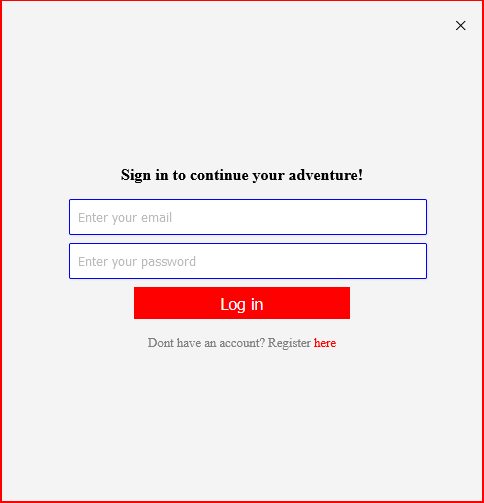 Sign in to continue your adventure!
Enter your email
Enter your password
Log in
Dont have an account? Register here